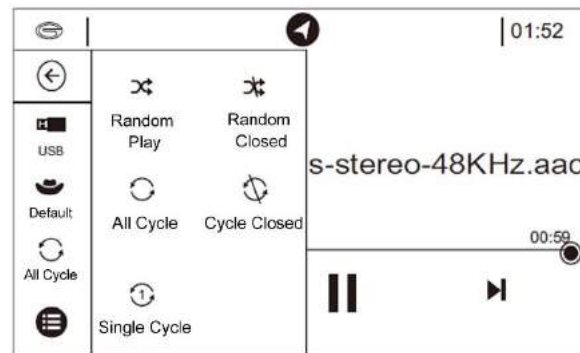 01:52
USB
Default
All Cycle
Random
Play
Random
Closed
All Cycle
Cycle Closed
1
Single Cycle
s-stereo-48KHz.aac
00:59